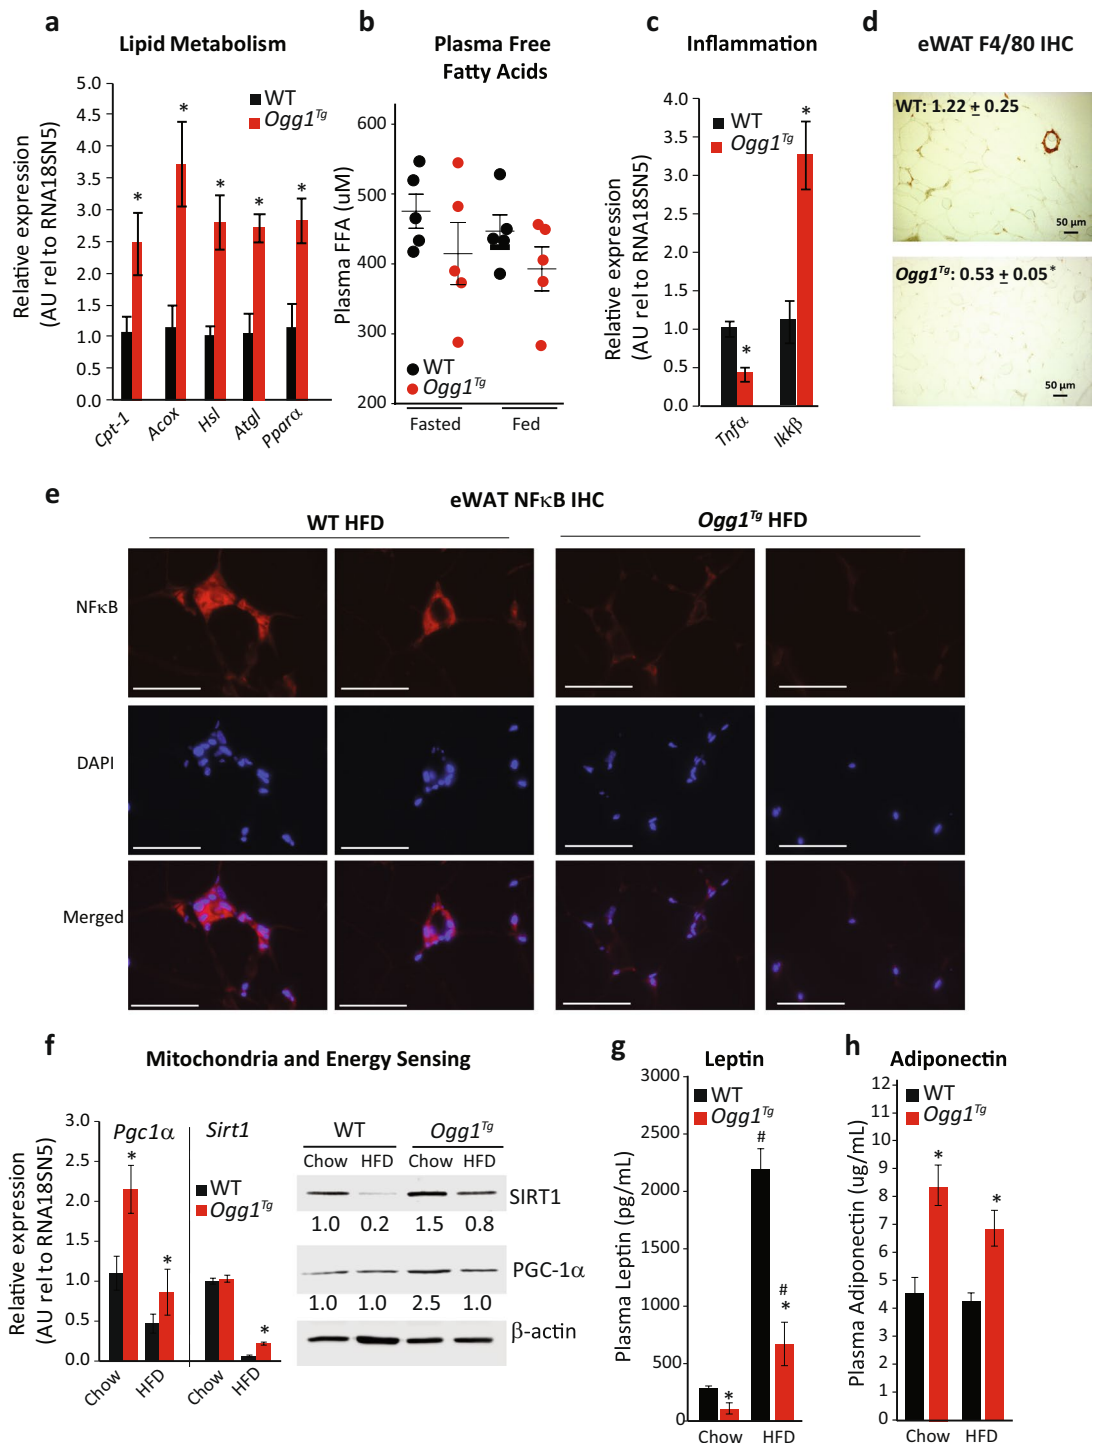 a
Lipid Metabolism
Relative expression
(AU rel to RNA18SN5)
5.0
4.5
4.0
3.5
3.0
2.5
2.0
1.5
1.0
0.5
0.0
WT
Ogg1Tg
*
*
*
*
*
Cpt-1
Acox
Hsl
Atgl
Pparα
b
Plasma Free
Fatty Acids
Plasma FFA (uM)
600
500
400
300
200
WT
Ogg1Tg
Fasted
Fed
c
Inflammation
Relative expression
(AU rel to RNA18SN5)
4.0
3.5
3.0
2.5
2.0
1.5
1.0
0.5
0.0
WT
Ogg1Tg
*
*
Tnfα
Ikkβ
d
eWAT F4/80 IHC
WT: 1.22 ± 0.25
50 µm
Ogg1Tg: 0.53 ± 0.05*
50 µm
e
eWAT NFκB IHC
WT HFD
Ogg1Tg HFD
NFκB
DAPI
Merged
f
Mitochondria and Energy Sensing
Relative expression
(AU rel to RNA18SN5)
3.0
2.5
2.0
1.5
1.0
0.5
0.0
Pgc1α
Sirt1
WT
Ogg1Tg
*
*
*
Chow
HFD
Chow
HFD
WT
Ogg1Tg
Chow HFD Chow HFD
SIRT1
1.0 0.2 1.5 0.8
PGC-1α
1.0 1.0 2.5 1.0
β-actin
g
Leptin
Plasma Leptin (pg/mL)
3000
2500
2000
1500
1000
500
0
WT
Ogg1Tg
*
#
#
*
Chow
HFD
h
Adiponectin
Plasma Adiponectin (ug/mL)
12
11
10
9
8
7
6
5
4
3
2
1
0
WT
Ogg1Tg
*
*
Chow
HFD